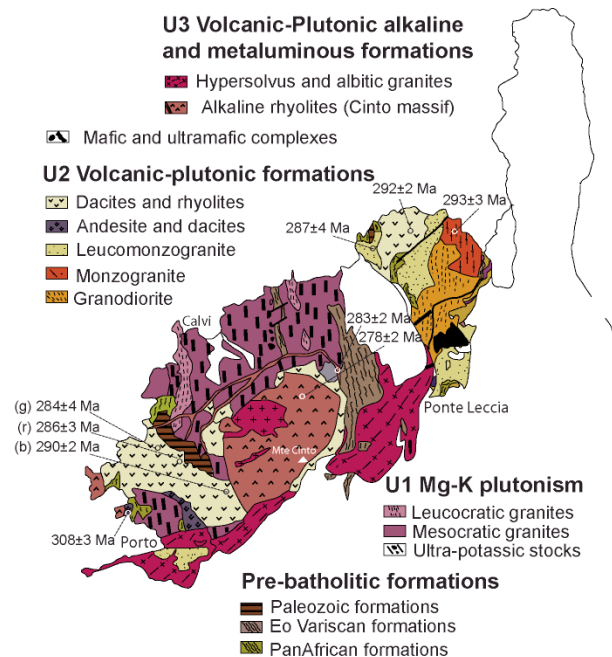 U3 Volcanic-Plutonic alkaline
and metaluminous formations
Hypersolvus and albitic granites
Alkaline rhyolites (Cinto massif)
Mafic and ultramafic complexes
U2 Volcanic-plutonic formations
Dacites and rhyolites
Andesite and dacites
Leucomonzogranite
Monzogranite
Granodiorite
292±2 Ma
293±3 Ma
287±4 Ma
Calvi
283±2 Ma
278±2 Ma
(g) 284±4 Ma
(r) 286±3 Ma
(b) 290±2 Ma
Ponte Leccia
Mte Cinto
308±3 Ma
Porto
U1 Mg-K plutonism
Leucocratic granites
Mesocratic granites
Ultra-potassic stocks
Pre-batholitic formations
Paleozoic formations
Eo Variscan formations
PanAfrican formations